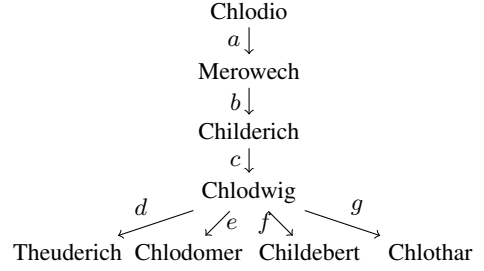 Chlodio
a
Merowech
b
Childerich
c
Chlodwig
d e f g
Theuderich Chlodomer Childebert Chlothar